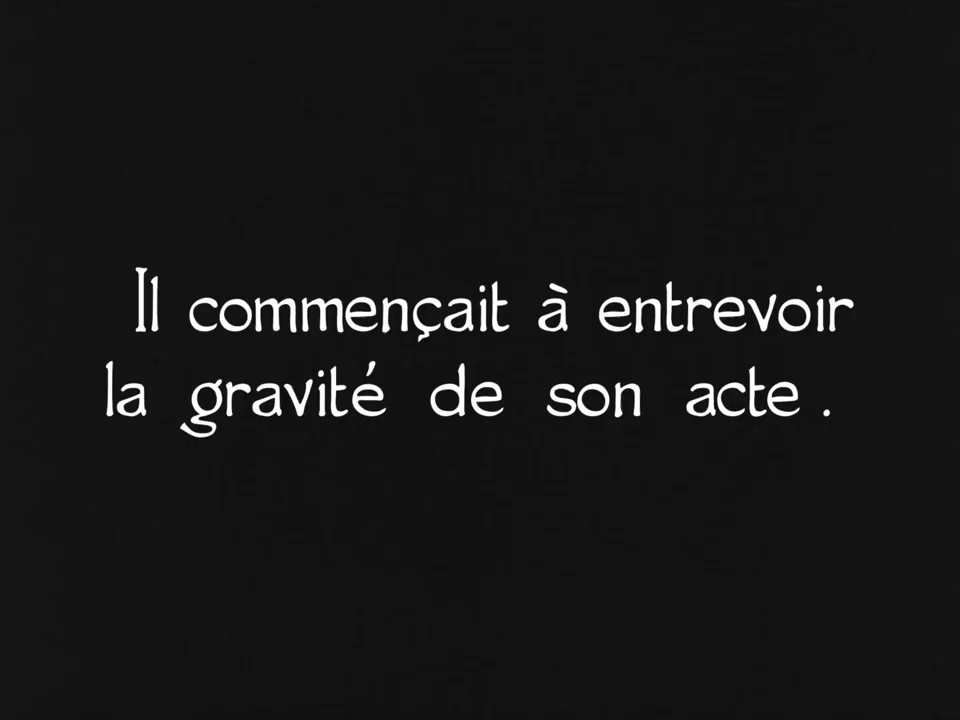 Il commençait à entrevoir
la gravité de son acte.